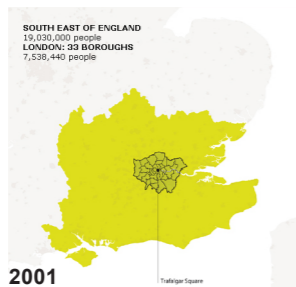 SOUTH EAST OF ENGLAND
19,030,000 people
LONDON: 33 BOROUGHS
7,538,440 people
2001
Trafalgar Square